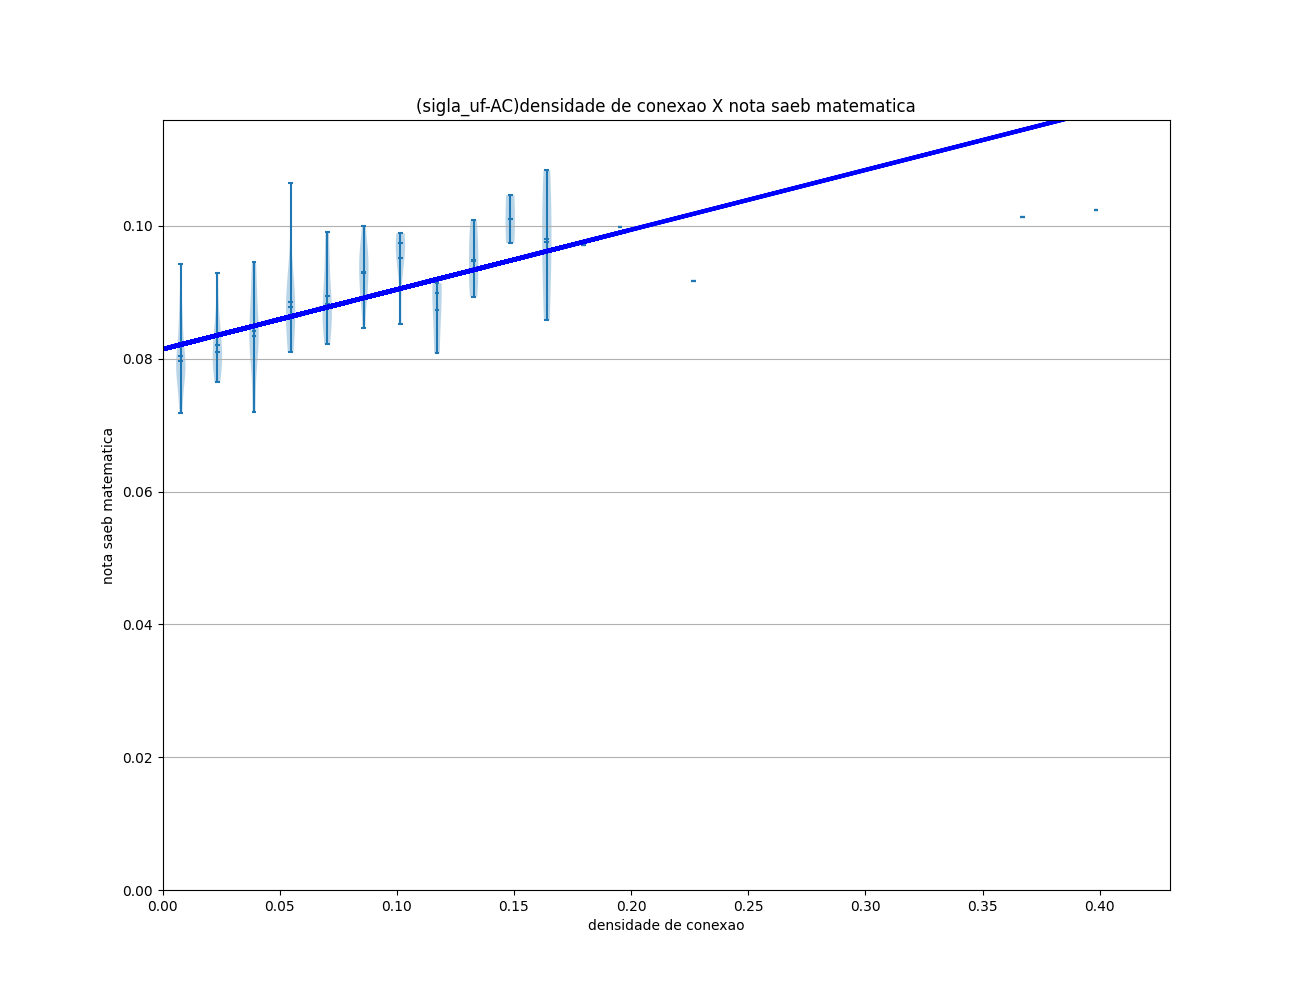 (sigla_uf-AC)densidade de conexao X nota saeb matematica
nota saeb matematica
0.10
0.08
0.06
0.04
0.02
0.00
0.00 0.05 0.10 0.15 0.20 0.25 0.30 0.35 0.40
densidade de conexao